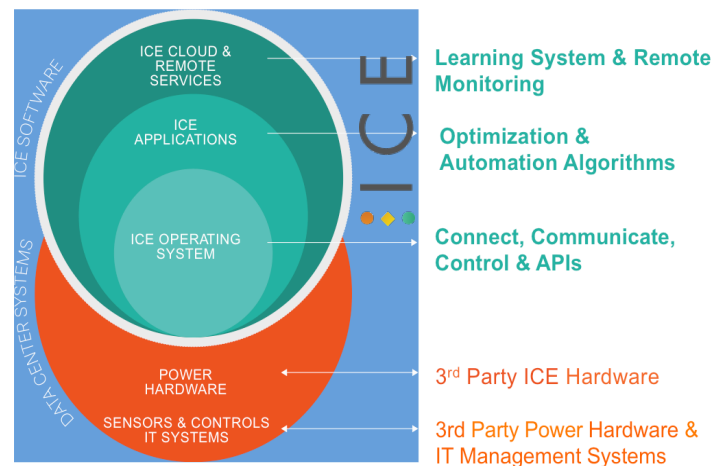 ICE SOFTWARE
DATA CENTER SYSTEMS
ICE CLOUD &
REMOTE
SERVICES
ICE
APPLICATIONS
ICE OPERATING
SYSTEM
POWER
HARDWARE
SENSORS & CONTROLS
IT SYSTEMS
ICE
Learning System & Remote
Monitoring
Optimization &
Automation Algorithms
Connect, Communicate,
Control & APIs
3rd Party ICE Hardware
3rd Party Power Hardware &
IT Management Systems